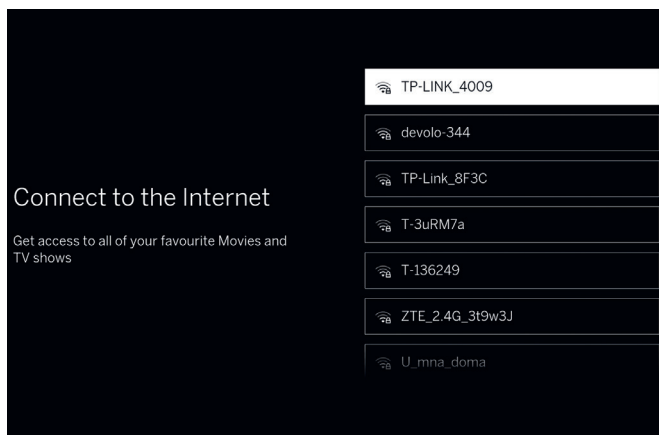 Connect to the Internet
Get access to all of your favourite Movies and
TV shows
TP-LINK_4009
devolo-344
TP-Link_8F3C
T-3uRM7a
T-136249
ZTE_2.4G_3t9w3J
U_mna_doma